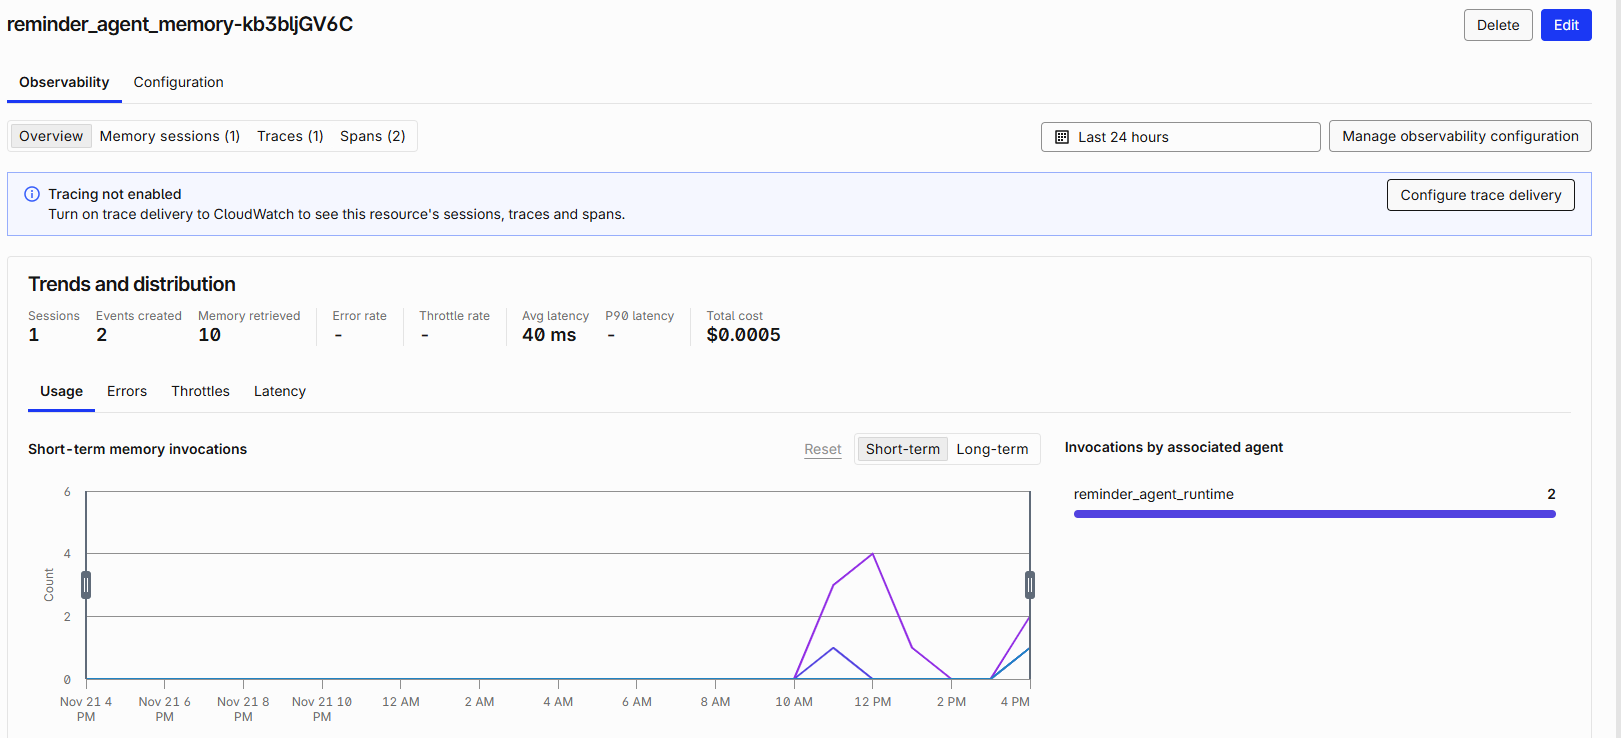 reminder_agent_memory-kb3bljGV6C
Delete
Edit
Observability
Configuration
Overview
Memory sessions (1)
Traces (1)
Spans (2)
Last 24 hours
Manage observability configuration
Tracing not enabled
Turn on trace delivery to CloudWatch to see this resource's sessions, traces and spans.
Configure trace delivery
Trends and distribution
Sessions
1
Events created
2
Memory retrieved
10
Error rate
-
Throttle rate
-
Avg latency
40 ms
P90 latency
-
Total cost
$0.0005
Usage
Errors
Throttles
Latency
Short-term memory invocations
Reset
Short-term
Long-term
Invocations by associated agent
reminder_agent_runtime
2
Count
6
4
2
0
Nov 21 4
PM
Nov 21 6
PM
Nov 21 8
PM
Nov 21 10
PM
12 AM
2 AM
4 AM
6 AM
8 AM
10 AM
12 PM
2 PM
4 PM